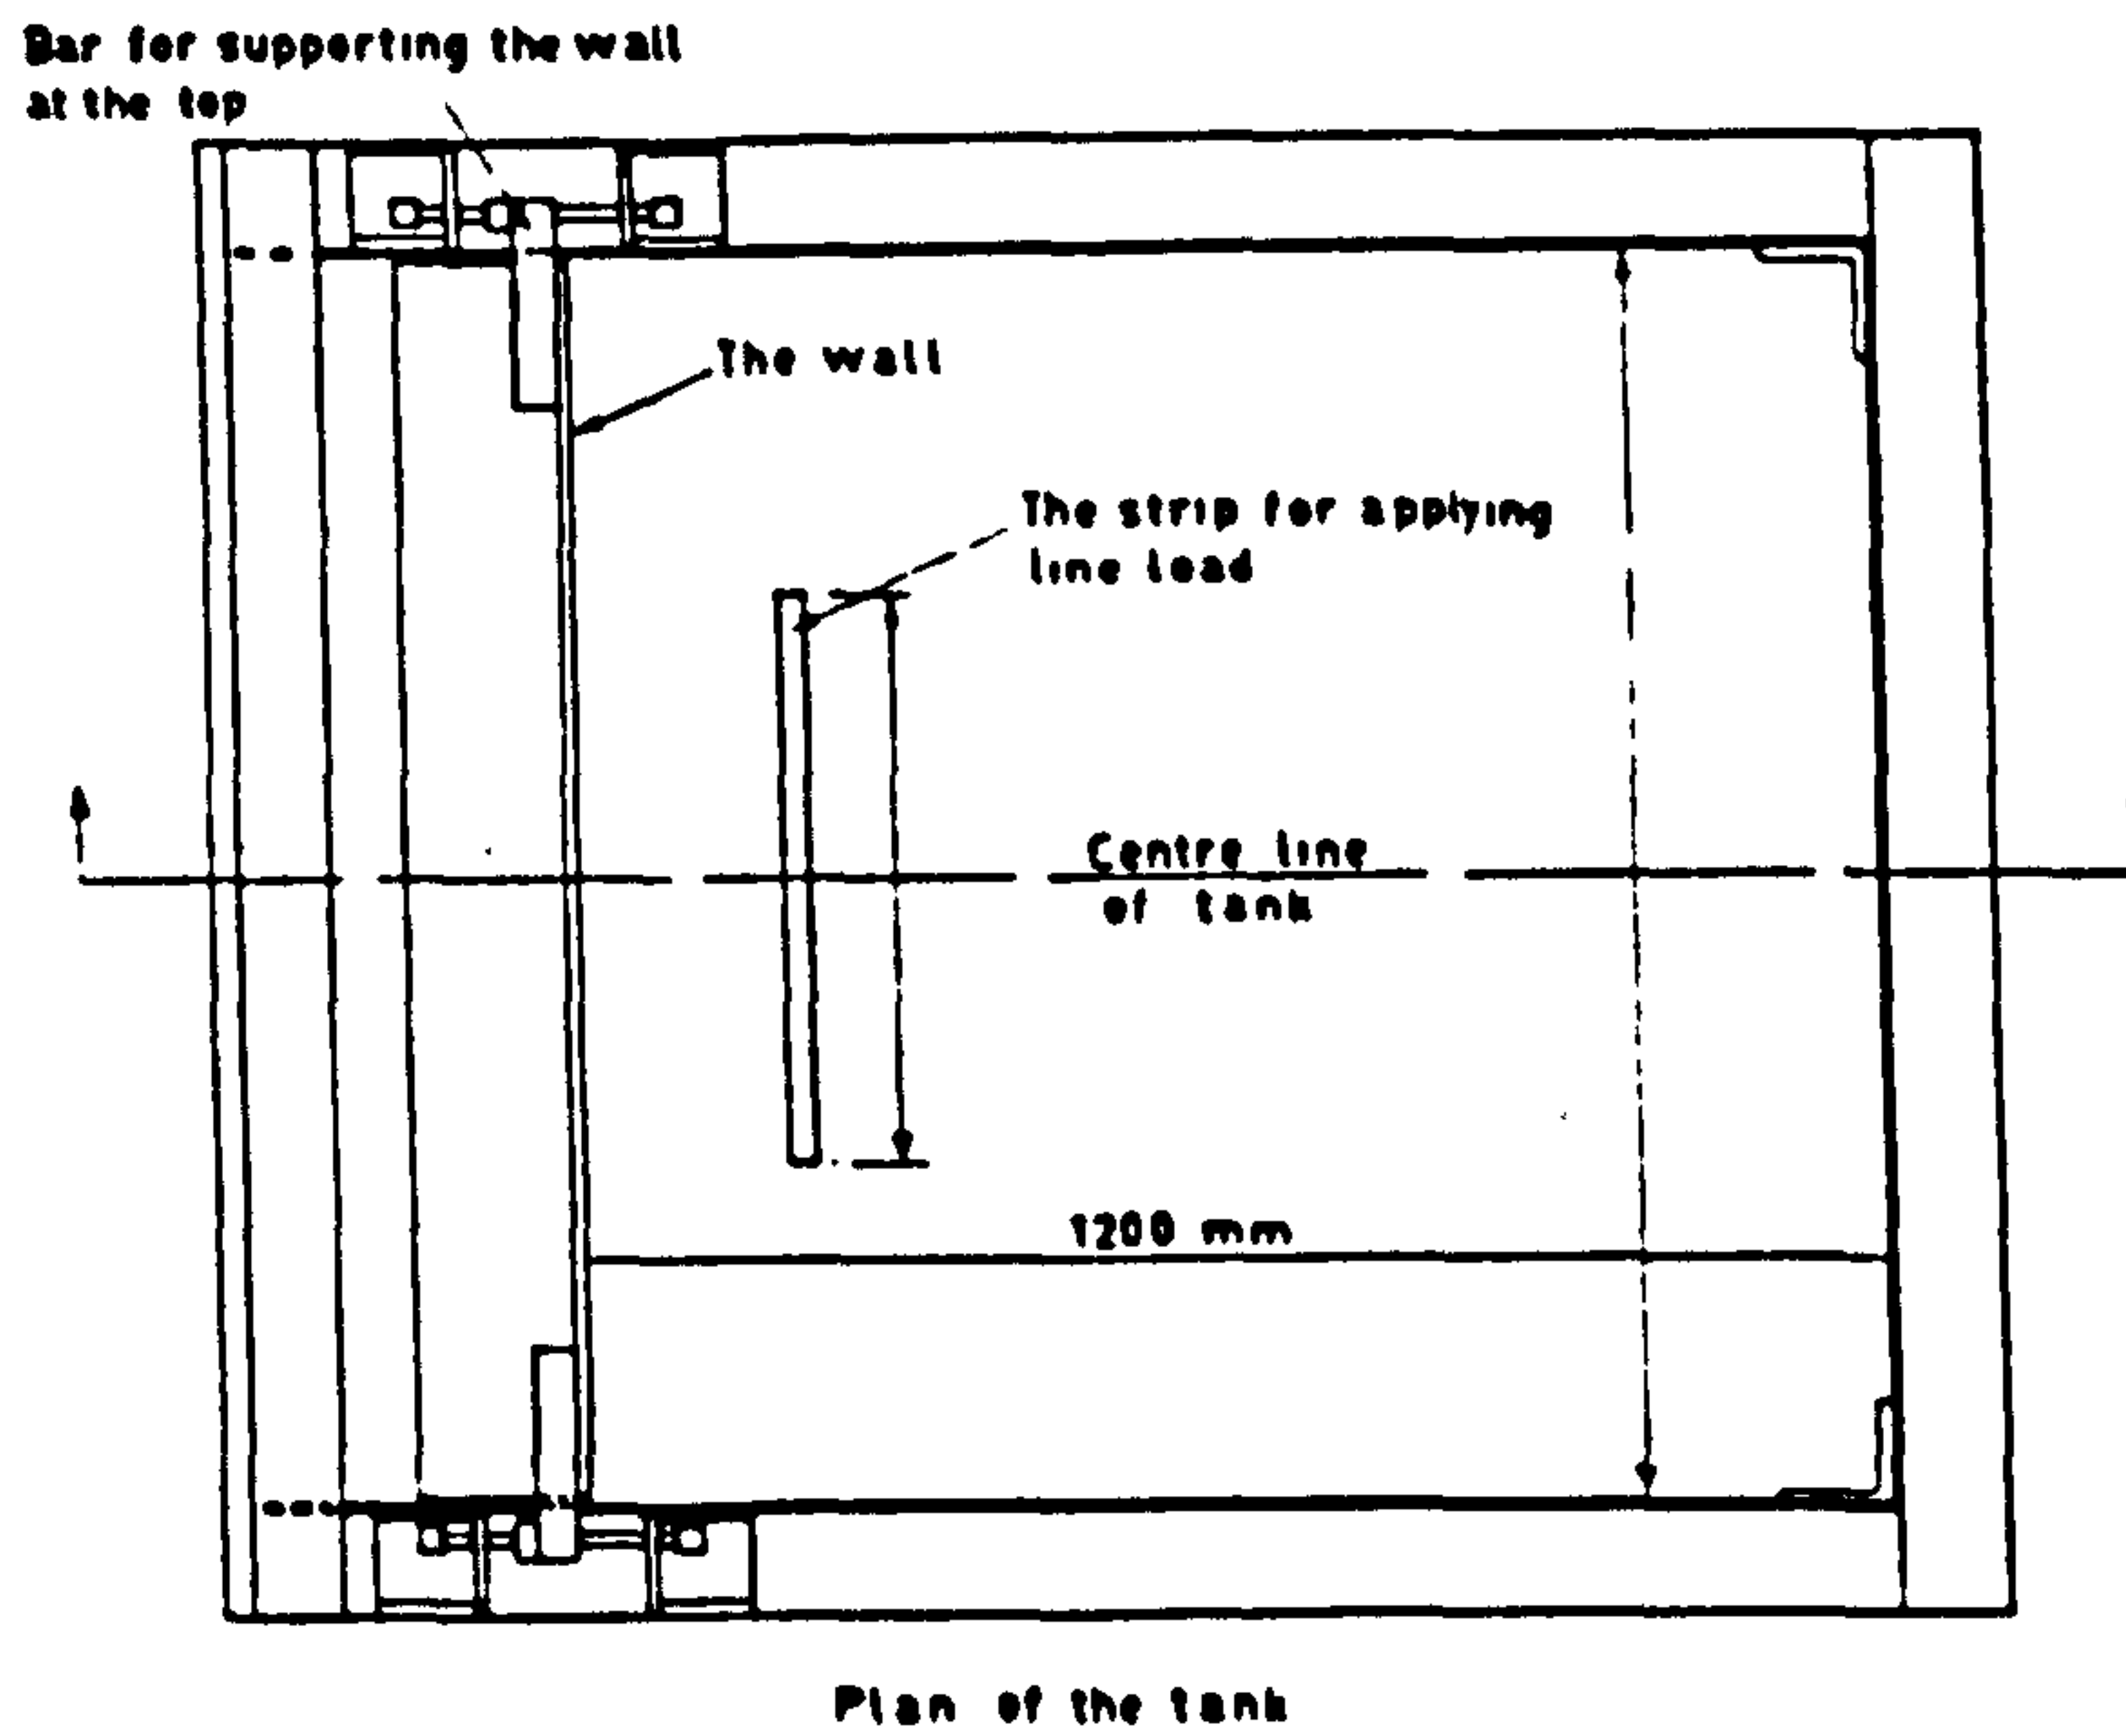 Bar for supporting the wall
at the top
The wall
The strip for applying
line load
Centre line
of tank
1200 mm
Plan of the tank